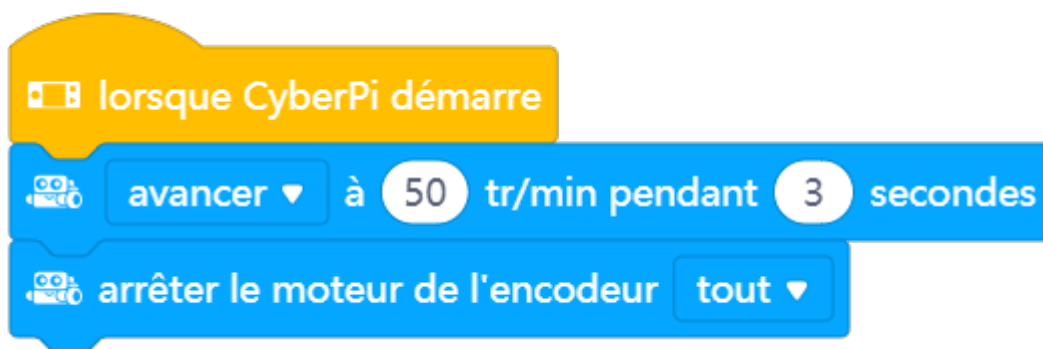 lorsque CyberPi démarre
avancer à 50 tr/min pendant 3 secondes
arrêter le moteur de l'encodeur tout